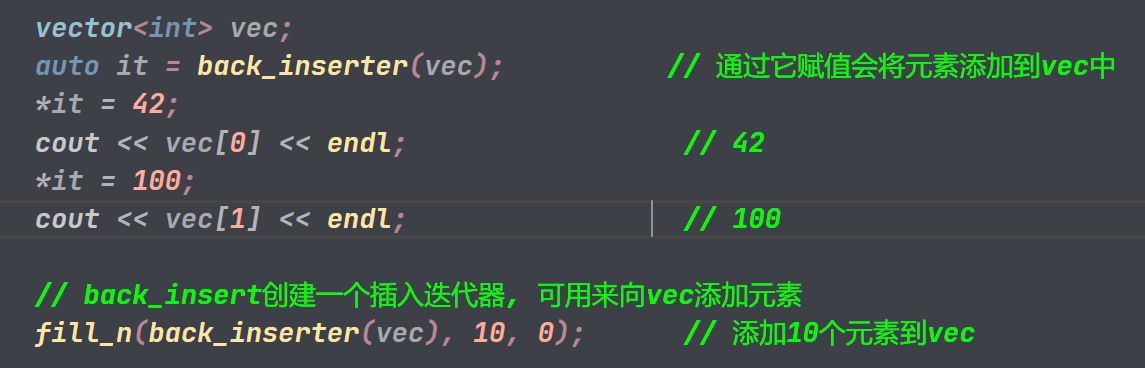 vector<int> vec;
auto it = back_inserter(vec); // 通过它赋值会将元素添加到vec中
*it = 42;
cout << vec[0] << endl; // 42
*it = 100;
cout << vec[1] << endl; // 100
// back_insert创建一个插入迭代器, 可用来向vec添加元素
fill_n(back_inserter(vec), 10, 0); // 添加10个元素到vec